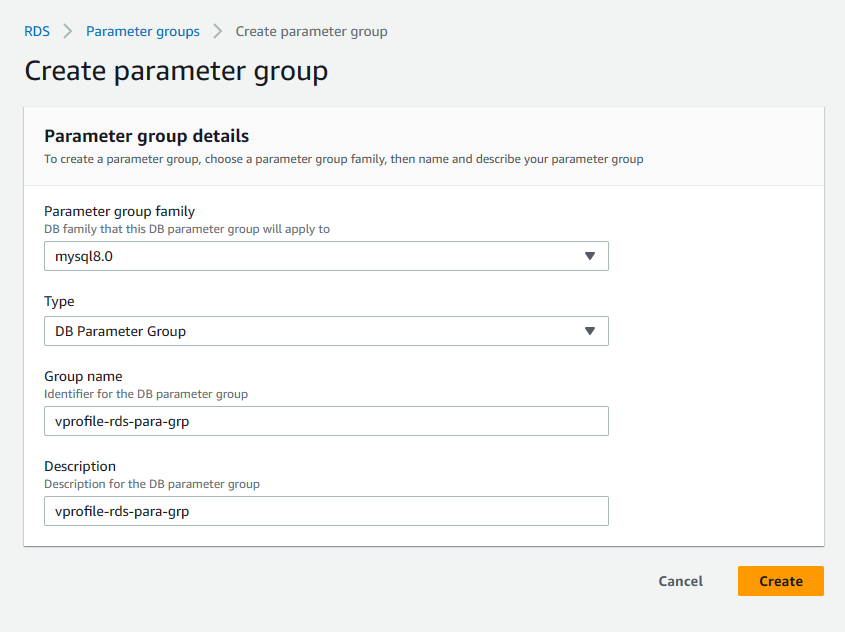 RDS > Parameter groups > Create parameter group
Create parameter group
Parameter group details
To create a parameter group, choose a parameter group family, then name and describe your parameter group
Parameter group family
DB family that this DB parameter group will apply to
mysql8.0
Type
DB Parameter Group
Group name
Identifier for the DB parameter group
vprofile-rds-para-grp
Description
Description for the DB parameter group
vprofile-rds-para-grp
Cancel Create